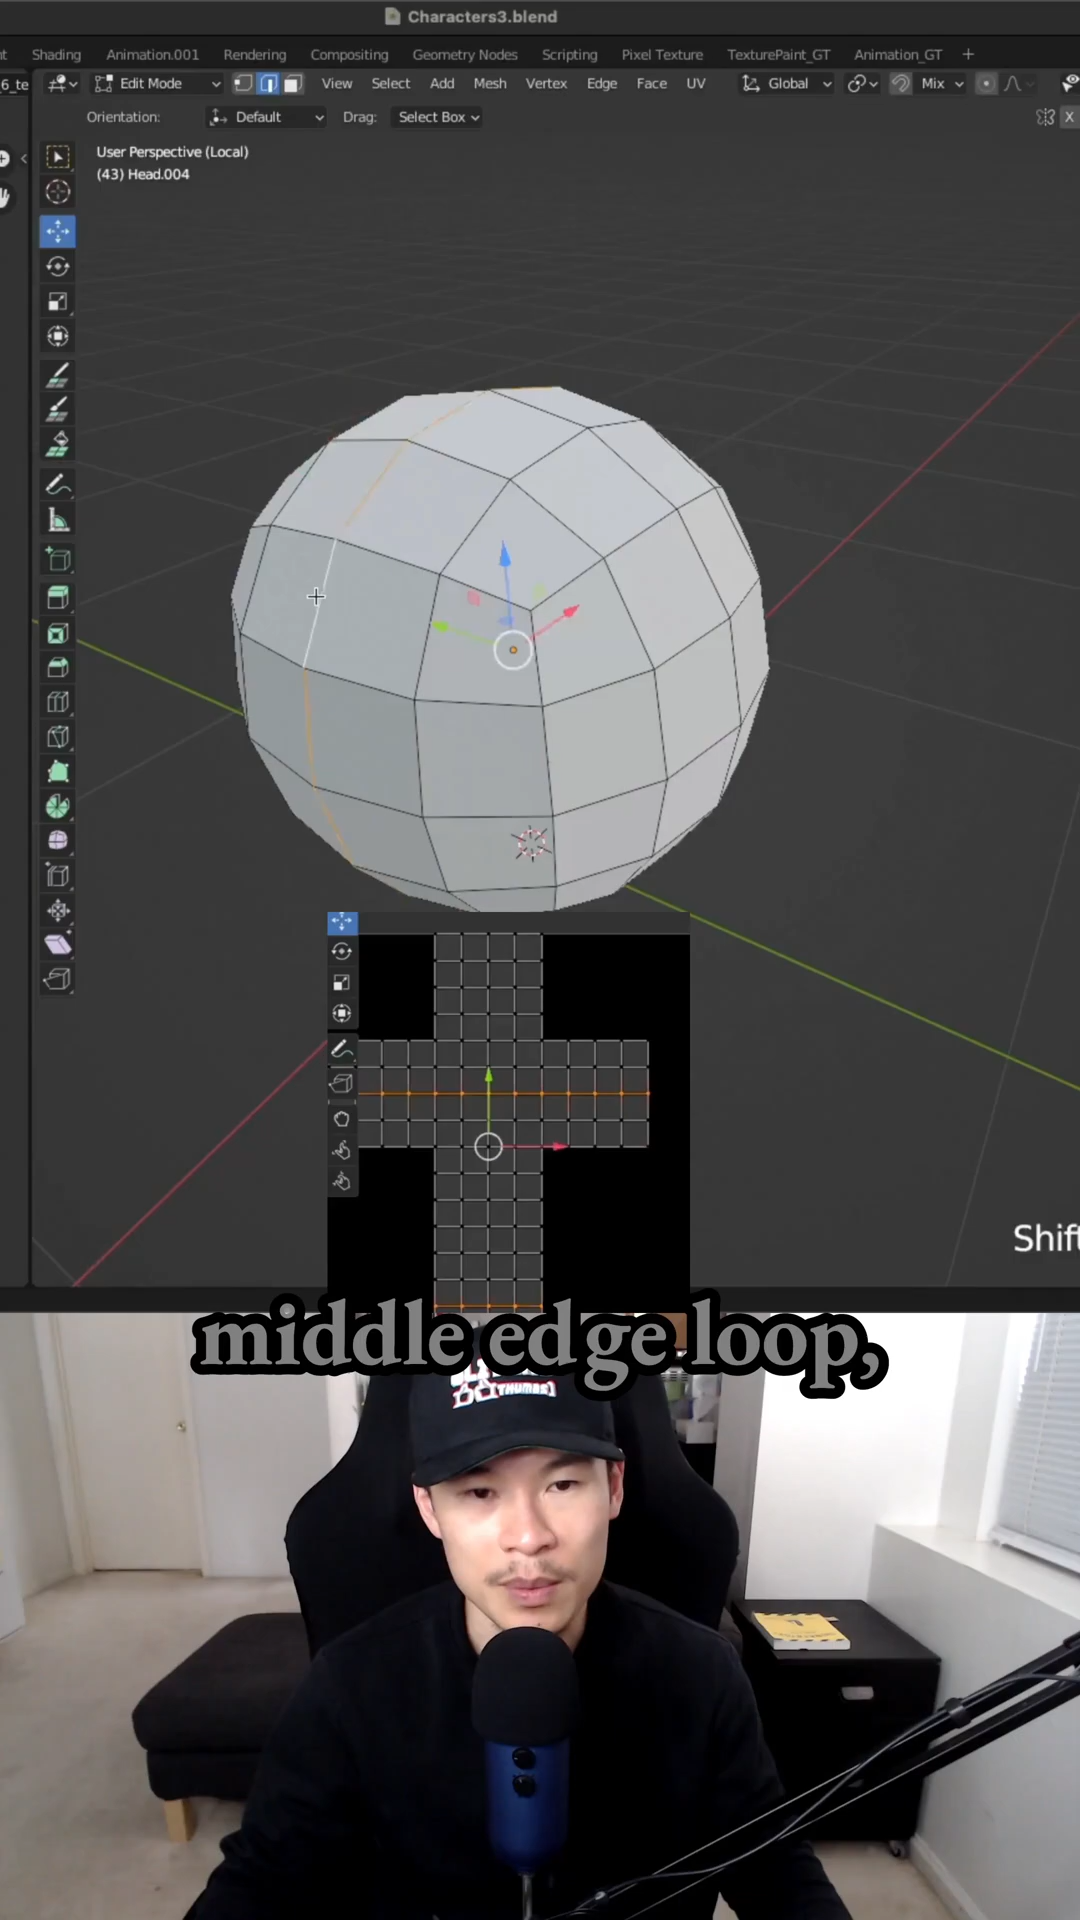 Characters3.blend
Shading Animation.001 Rendering Compositing Geometry Nodes Scripting Pixel Texture TexturePaint_GT Animation_GT +
6_te Edit Mode View Select Add Mesh Vertex Edge Face UV Global Mix
Orientation: Default Drag: Select Box X
User Perspective (Local)
(43) Head.004
Shift
middle edge loop,
THUMBS